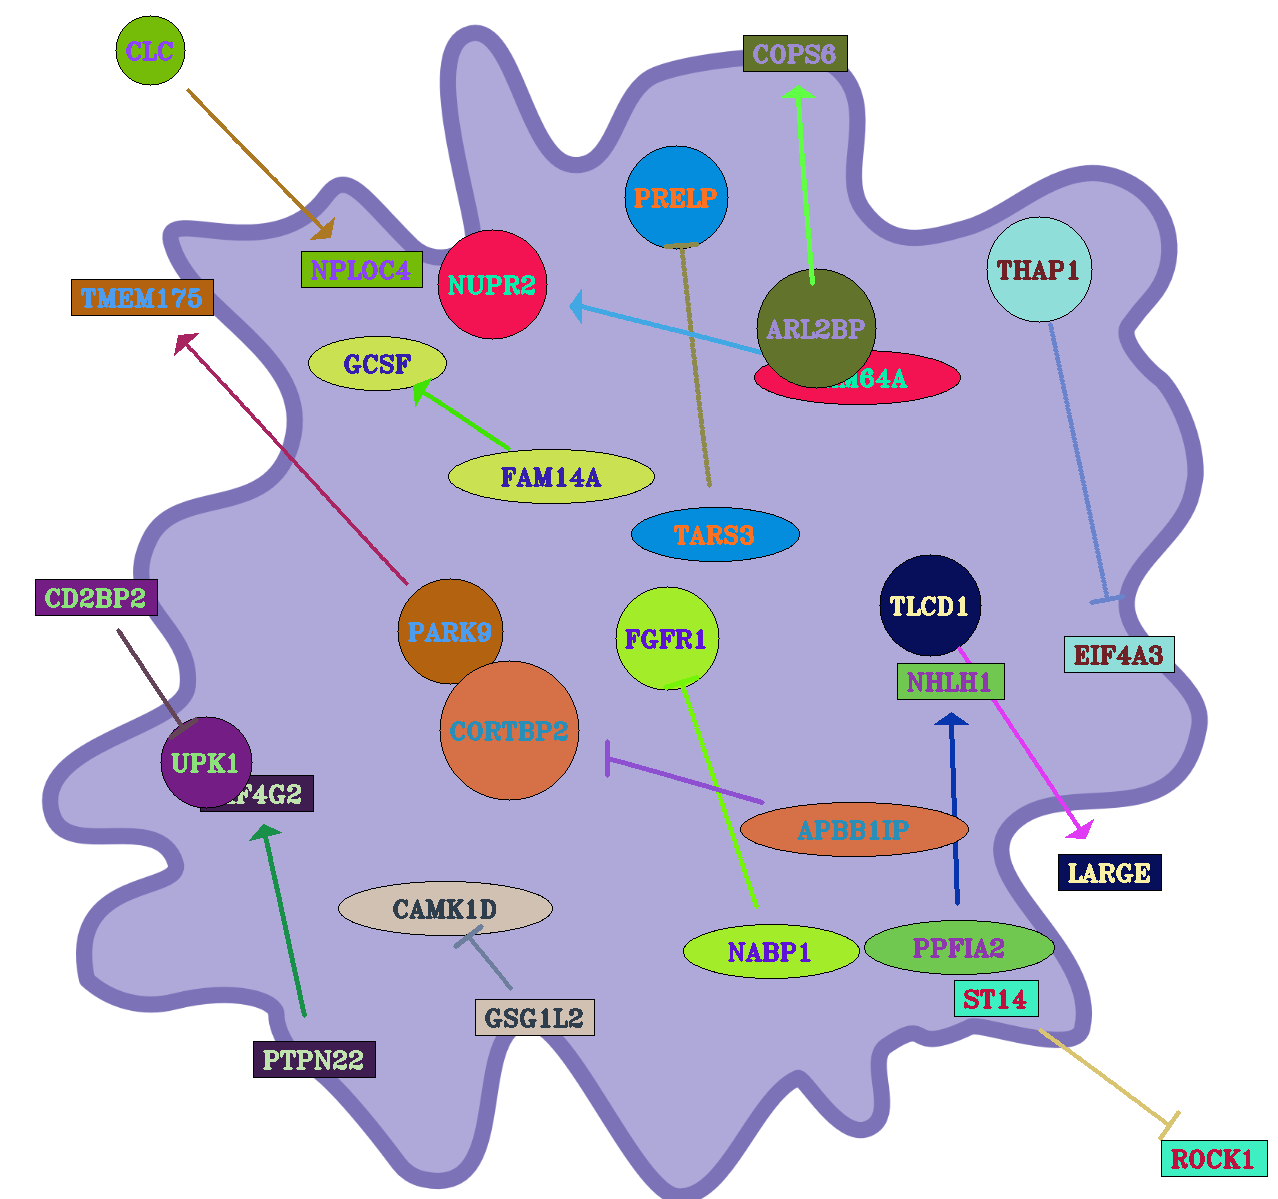 CLC
COPS6
PRELP
THAP1
NPLOC4
NUPR2
TMEM175
ARL2BP
GCSF
M64A
FAM14A
TARS3
CD2BP2
TLCD1
PARK9
FGFR1
EIF4A3
NHLH1
CORTBP2
UPK1
F4G2
APBB1IP
LARGE
CAMK1D
NABP1
PPFIA2
ST14
GSG1L2
PTPN22
ROCK1